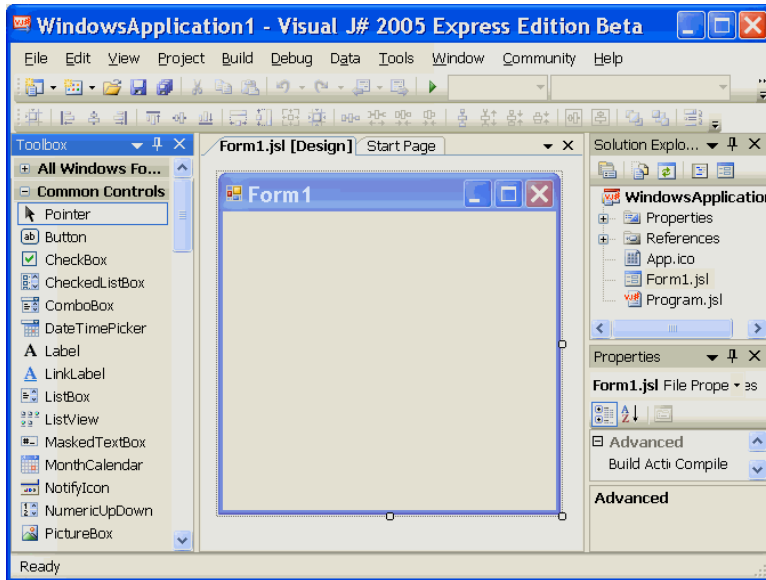 WindowsApplication1 - Visual J# 2005 Express Edition Beta
File Edit View Project Build Debug Data Tools Window Community Help
Toolbox
All Windows Fo...
Common Controls
Pointer
Button
CheckBox
CheckedListBox
ComboBox
DateTimePicker
Label
LinkLabel
ListBox
ListView
MaskedTextBox
MonthCalendar
NotifyIcon
NumericUpDown
PictureBox
Form1.jsl [Design] Start Page
Form1
Solution Explo...
WindowsApplicatio
Properties
References
App.ico
Form1.jsl
Program.jsl
Properties
Form1.jsl File Prope
Advanced
Build Acti Compile
Advanced
Ready